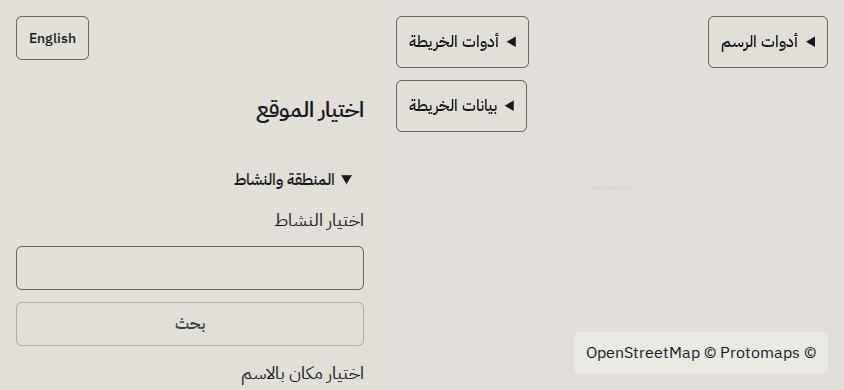 English
اختيار الموقع
▼ المنطقة والنشاط
اختيار النشاط
بحث
اختيار مكان بالاسم
◀ أدوات الرسم
◀ أدوات الخريطة
◀ بيانات الخريطة
OpenStreetMap © Protomaps ©